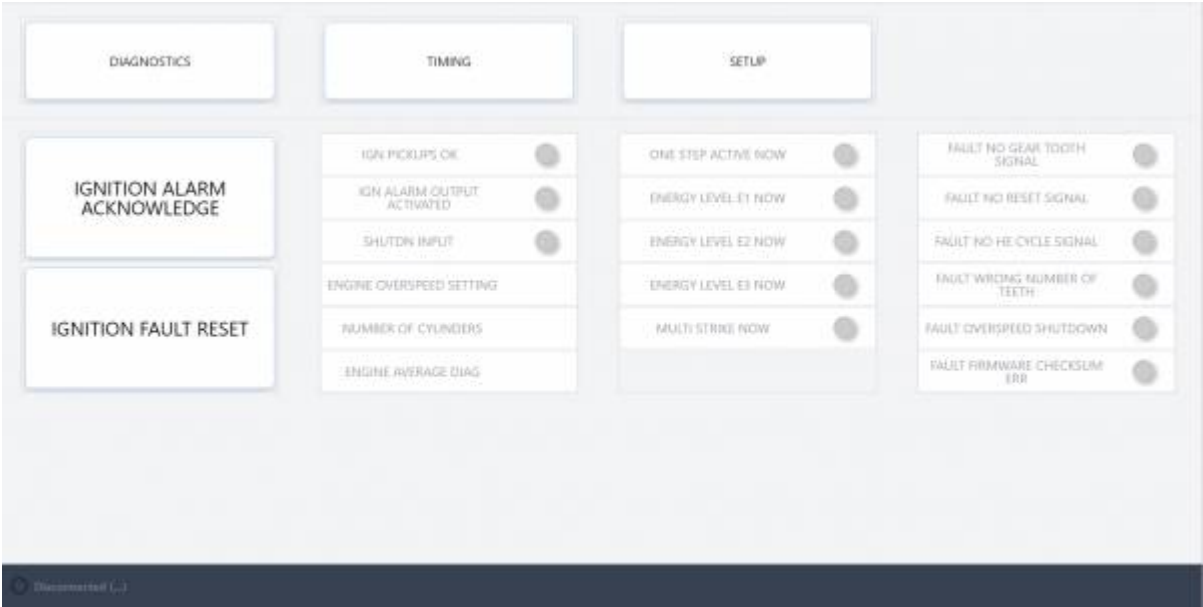 DIAGNOSTICS
TIMING
SETUP
IGNITION ALARM
ACKNOWLEDGE
IGNITION FAULT RESET
IGN PICKUPS OK
IGN ALARM OUTPUT
ACTIVATED
SHUTDN INPUT
ENGINE OVERSPEED SETTING
NUMBER OF CYLINDERS
ENGINE AVERAGE DIAG
ONE STEP ACTIVE NOW
ENERGY LEVEL E1 NOW
ENERGY LEVEL E2 NOW
ENERGY LEVEL E3 NOW
MULTI STRIKE NOW
FAULT NO GEAR TOOTH
SIGNAL
FAULT NO RESET SIGNAL
FAULT NO HE CYCLE SIGNAL
FAULT WRONG NUMBER OF
TEETH
FAULT OVERSPEED SHUTDOWN
FAULT FIRMWARE CHECKSUM
ERR
Disconnected (...)